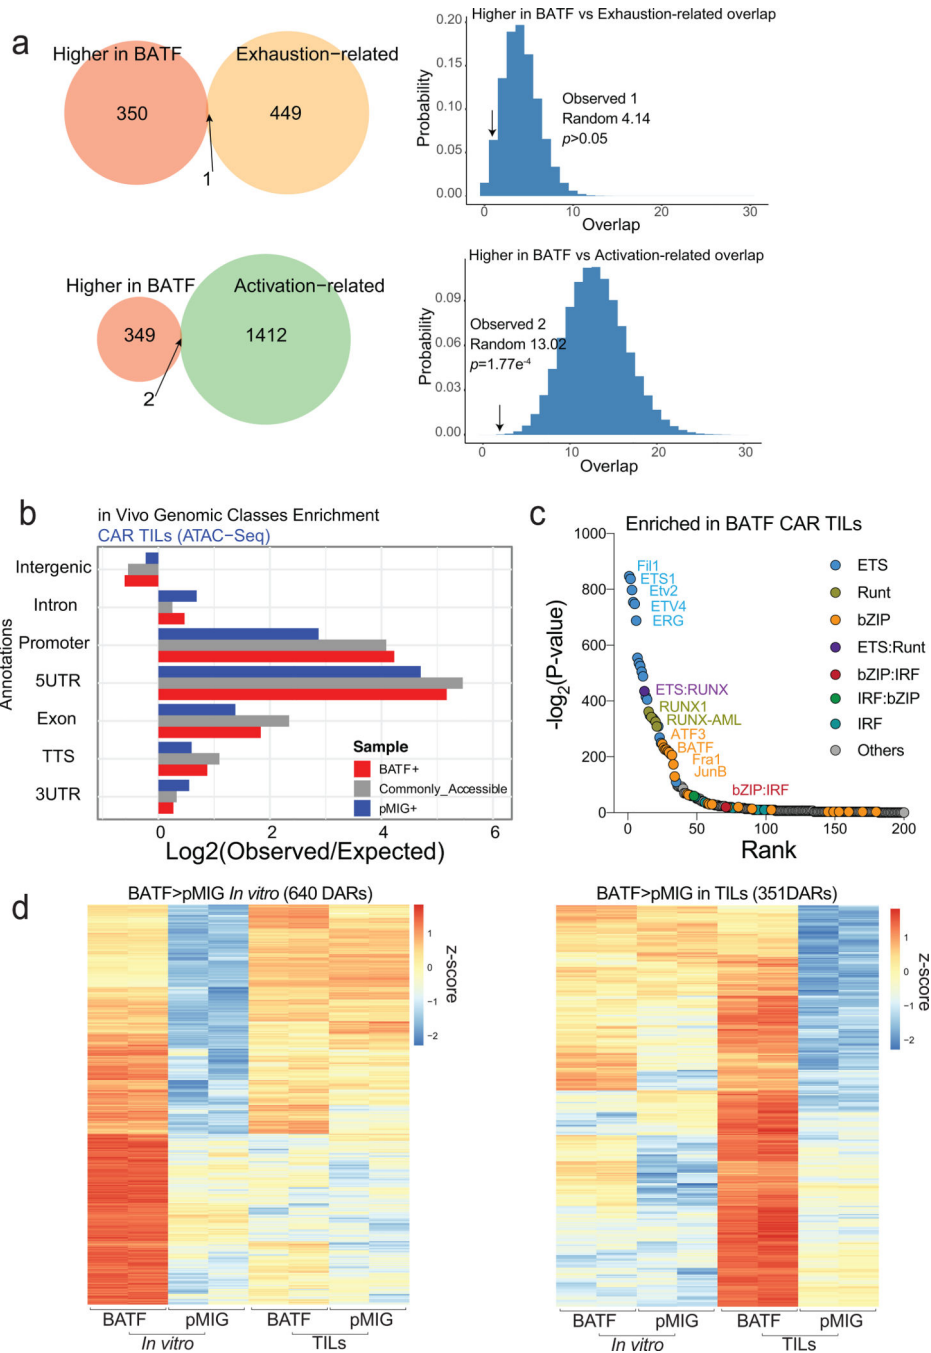 a
Higher in BATF
Exhaustion-related
350
449
1
Higher in BATF vs Exhaustion-related overlap
Probability
0.20
0.15
0.10
0.05
0.00
Observed 1
Random 4.14
p>0.05
0
10
20
30
Overlap
Higher in BATF
Activation-related
349
1412
2
Higher in BATF vs Activation-related overlap
Probability
0.09
0.06
0.03
0.00
Observed 2
Random 13.02
p=1.77e-4
0
10
20
30
Overlap
b
in Vivo Genomic Classes Enrichment
CAR TILs (ATAC-Seq)
Annotations
Intergenic
Intron
Promoter
5UTR
Exon
TTS
3UTR
Sample
BATF+
Commonly_Accessible
pMIG+
0
2
4
6
Log2(Observed/Expected)
c
Enriched in BATF CAR TILs
-log2(P-value)
1000
800
600
400
200
0
Fil1
ETS1
Etv2
ETV4
ERG
ETS:RUNX
RUNX1
RUNX-AML
ATF3
BATF
Fra1
JunB
bZIP:IRF
ETS
Runt
bZIP
ETS:Runt
bZIP:IRF
IRF:bZIP
IRF
Others
0
50
100
150
200
Rank
d
BATF>pMIG In vitro (640 DARs)
1
0
-1
-2
z-score
BATF
pMIG
BATF
pMIG
In vitro
TILs
BATF>pMIG in TILs (351DARs)
1
0
-1
-2
z-score
BATF
pMIG
BATF
pMIG
In vitro
TILs